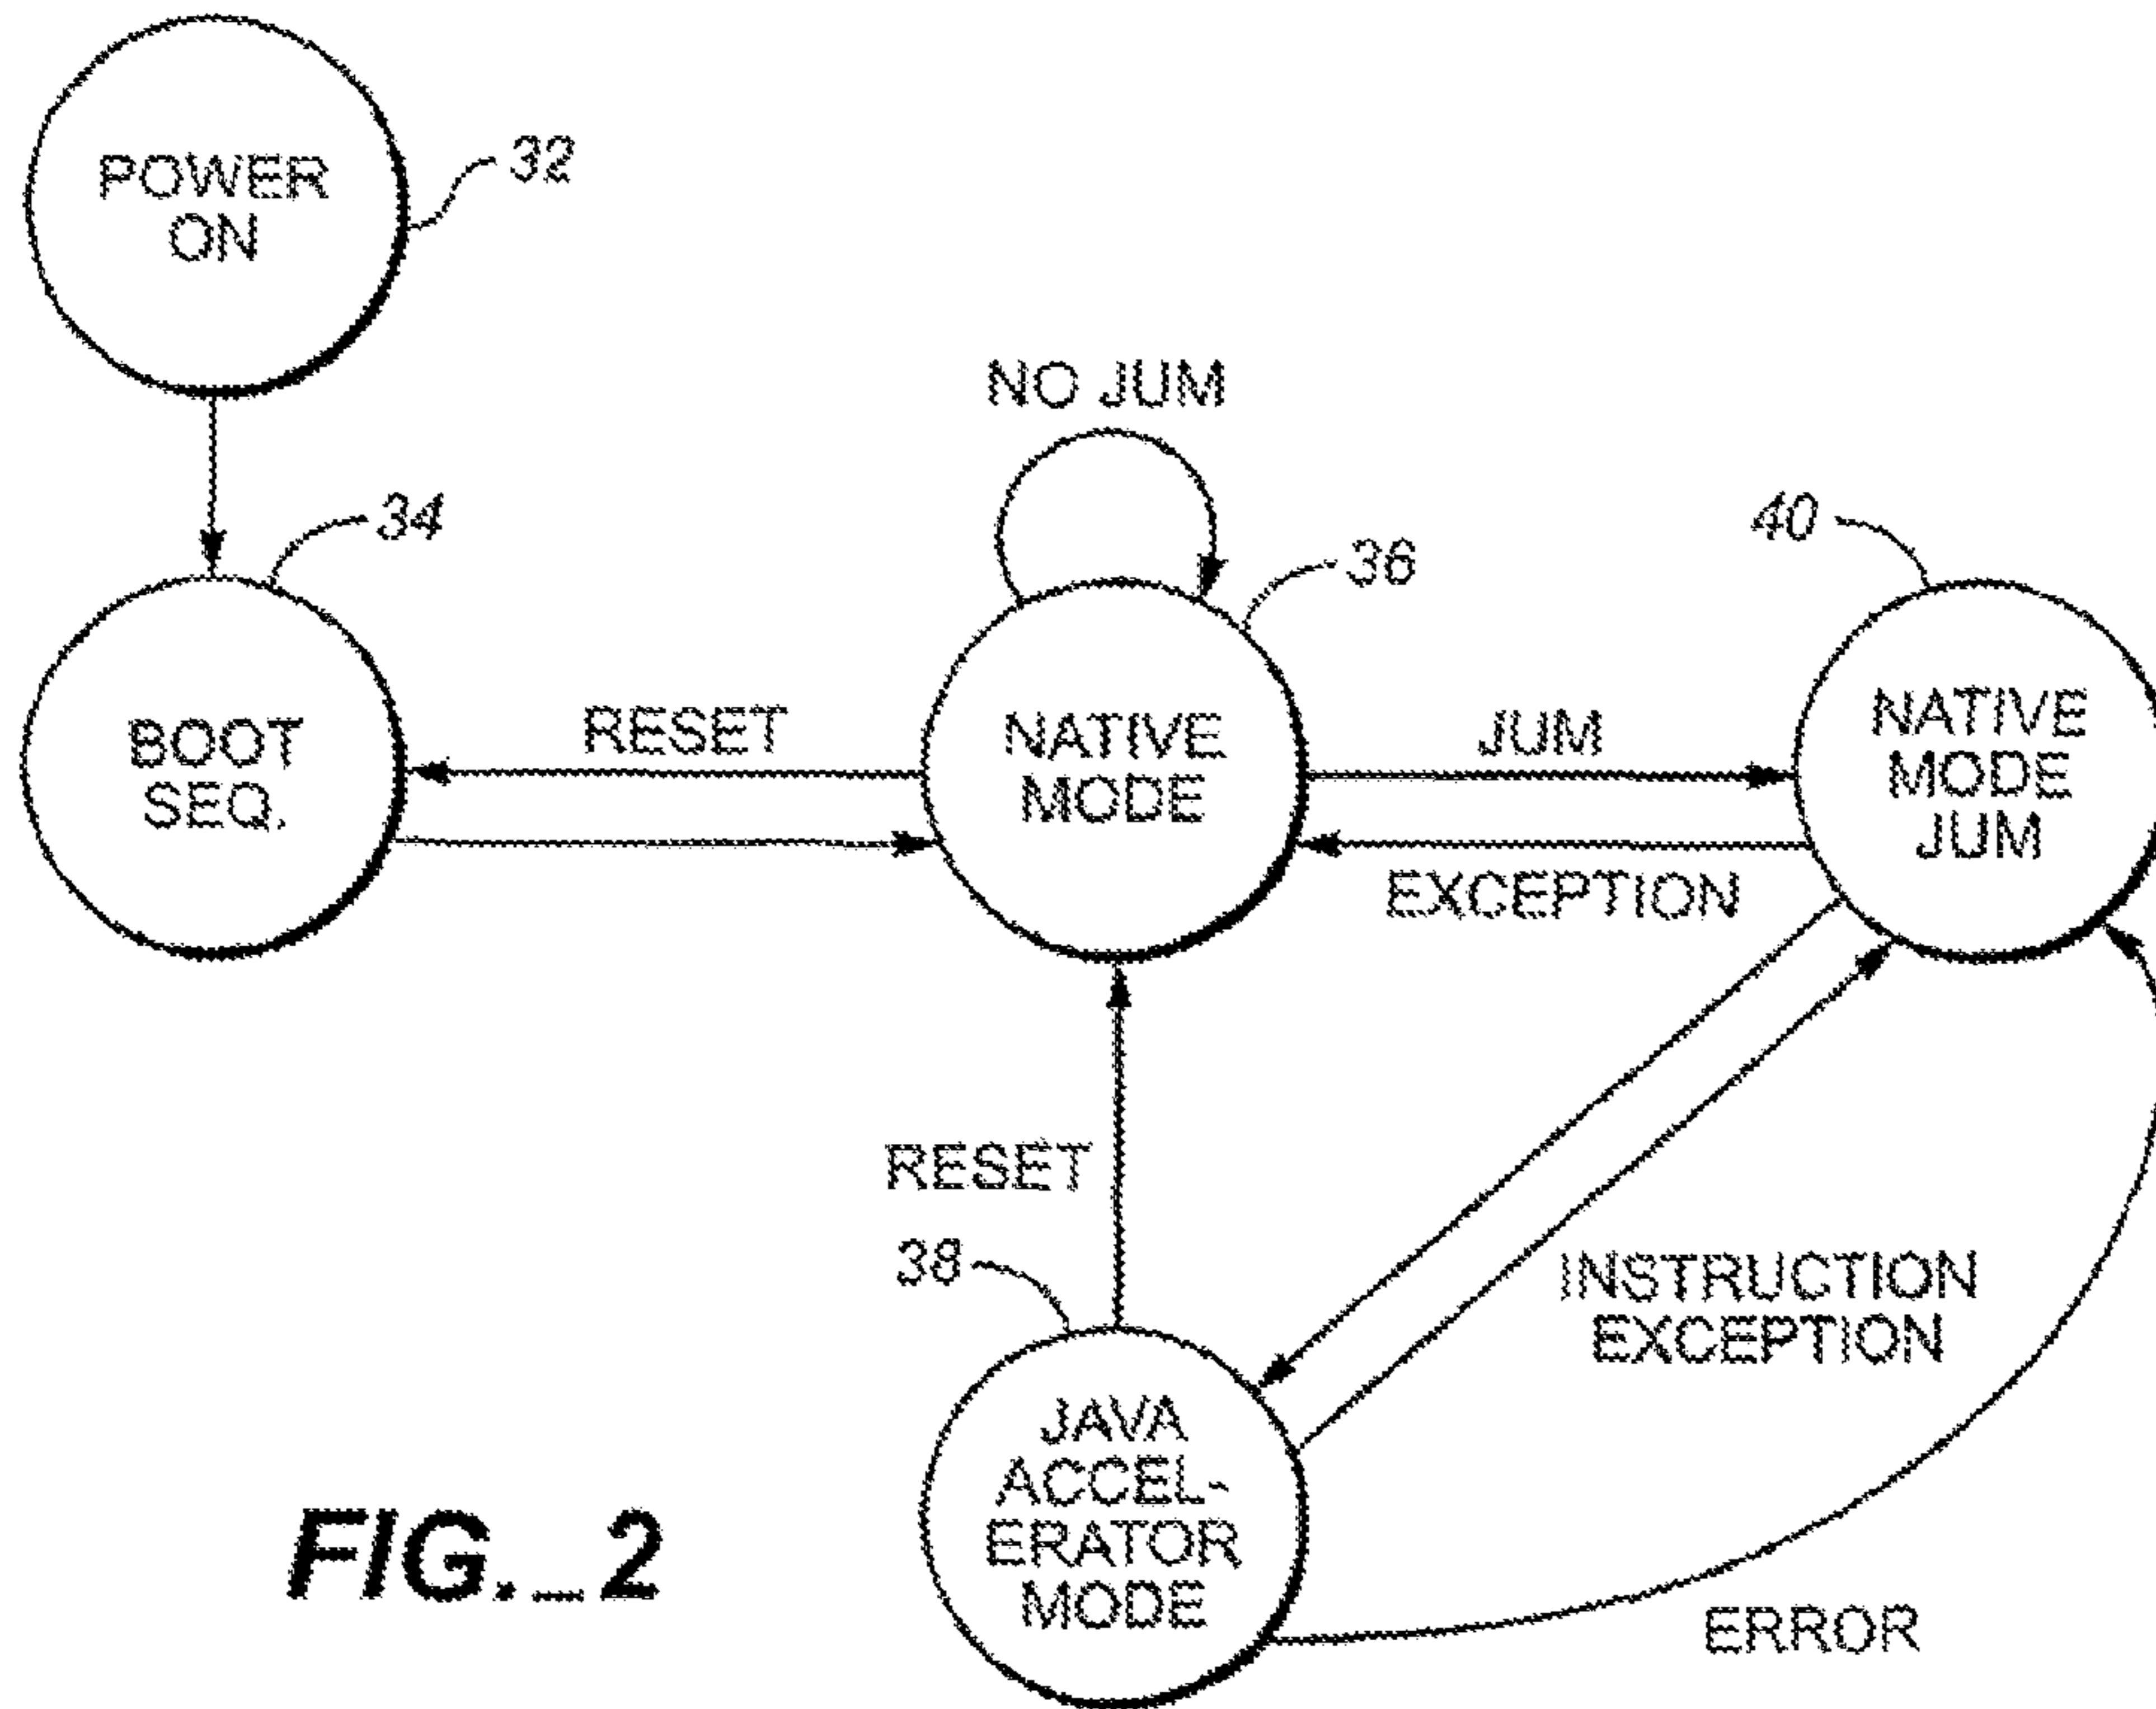 POWER
ON
32
NO JUM
34
36
40
BOOT
SEQ.
RESET
NATIVE
MODE
JUM
NATIVE
MODE
JUM
EXCEPTION
RESET
38
INSTRUCTION
EXCEPTION
JAVA
ACCEL-
ERATOR
MODE
ERROR
FIG._2